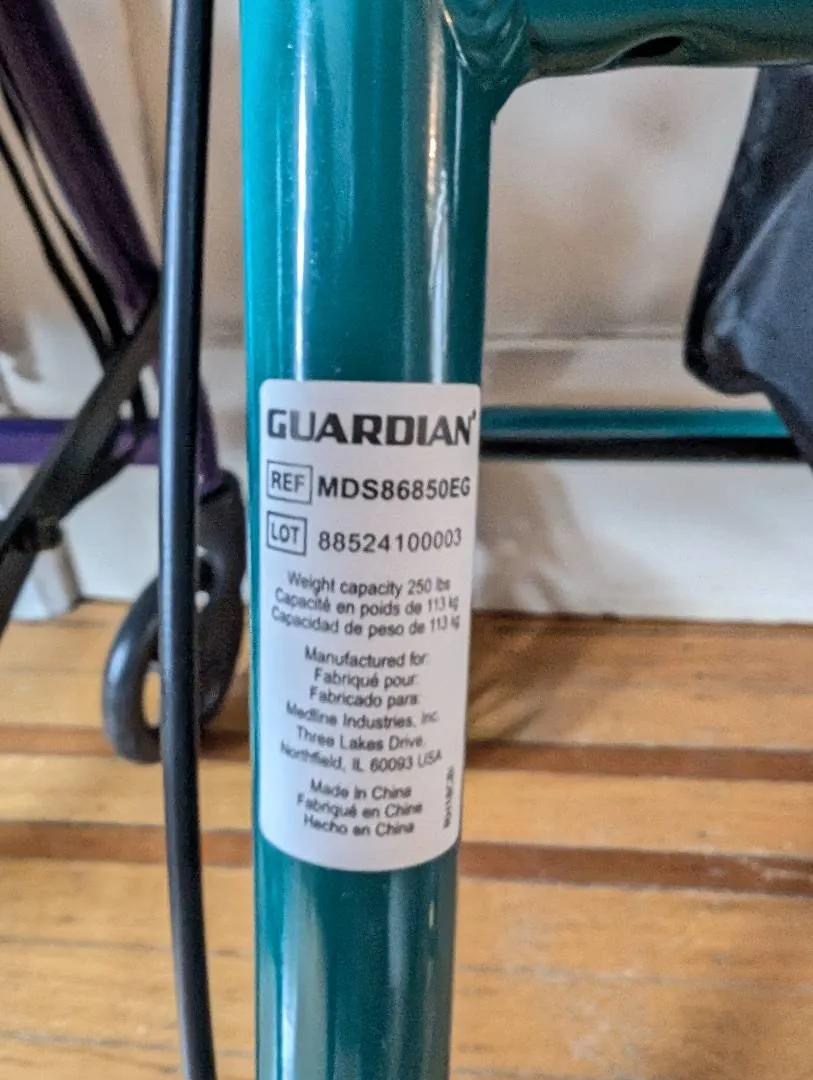 GUARDIAN
REF MDS86850EG
LOT 88524100003
Weight capacity 250 lbs
Capacité en poids de 113 kg
Capacidad de peso de 113 kg
Manufactured for:
Fabriqué pour:
Fabricado para:
Medline Industries, Inc.
Three Lakes Drive,
Northfield, IL 60093 USA
Made in China
Fabriqué en Chine
Hecho en China